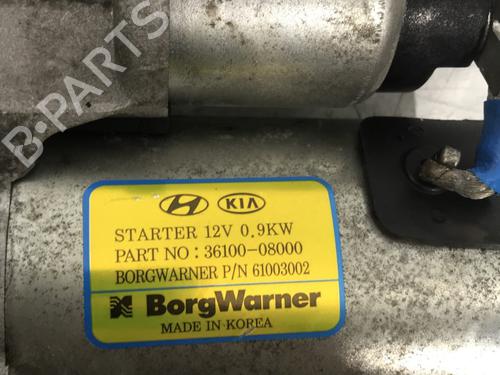 B-PARTS
KIA
STARTER 12V 0.9KW
PART NO : 36100-08000
BORGWARNER P/N 61003002
BorgWarner
MADE IN KOREA